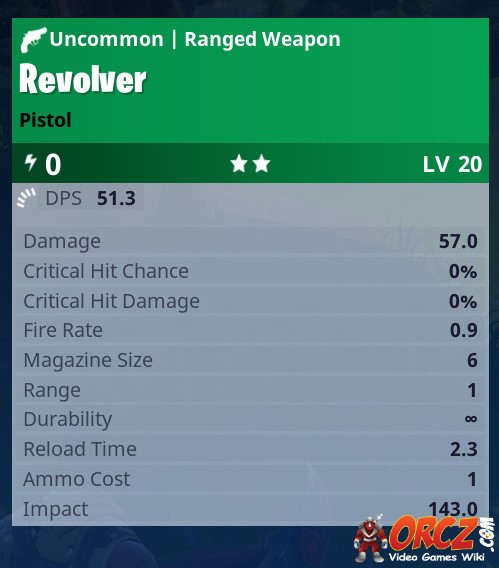 Uncommon | Ranged Weapon
Revolver
Pistol
0 LV 20
DPS 51.3
Damage 57.0
Critical Hit Chance 0%
Critical Hit Damage 0%
Fire Rate 0.9
Magazine Size 6
Range 1
Durability ∞
Reload Time 2.3
Ammo Cost 1
Impact 143.0
ORCZ.COM
Video Games Wiki